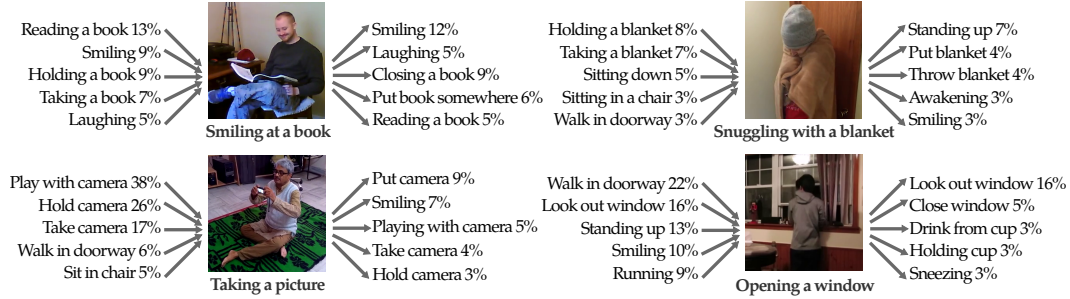 Reading a book 13%
Smiling 9%
Holding a book 9%
Taking a book 7%
Laughing 5%
Smiling at a book
Smiling 12%
Laughing 5%
Closing a book 9%
Put book somewhere 6%
Reading a book 5%
Holding a blanket 8%
Taking a blanket 7%
Sitting down 5%
Sitting in a chair 3%
Walk in doorway 3%
Snuggling with a blanket
Standing up 7%
Put blanket 4%
Throw blanket 4%
Awakening 3%
Smiling 3%
Play with camera 38%
Hold camera 26%
Take camera 17%
Walk in doorway 6%
Sit in chair 5%
Taking a picture
Put camera 9%
Smiling 7%
Playing with camera 5%
Take camera 4%
Hold camera 3%
Walk in doorway 22%
Look out window 16%
Standing up 13%
Smiling 10%
Running 9%
Opening a window
Look out window 16%
Close window 5%
Drink from cup 3%
Holding cup 3%
Sneezing 3%